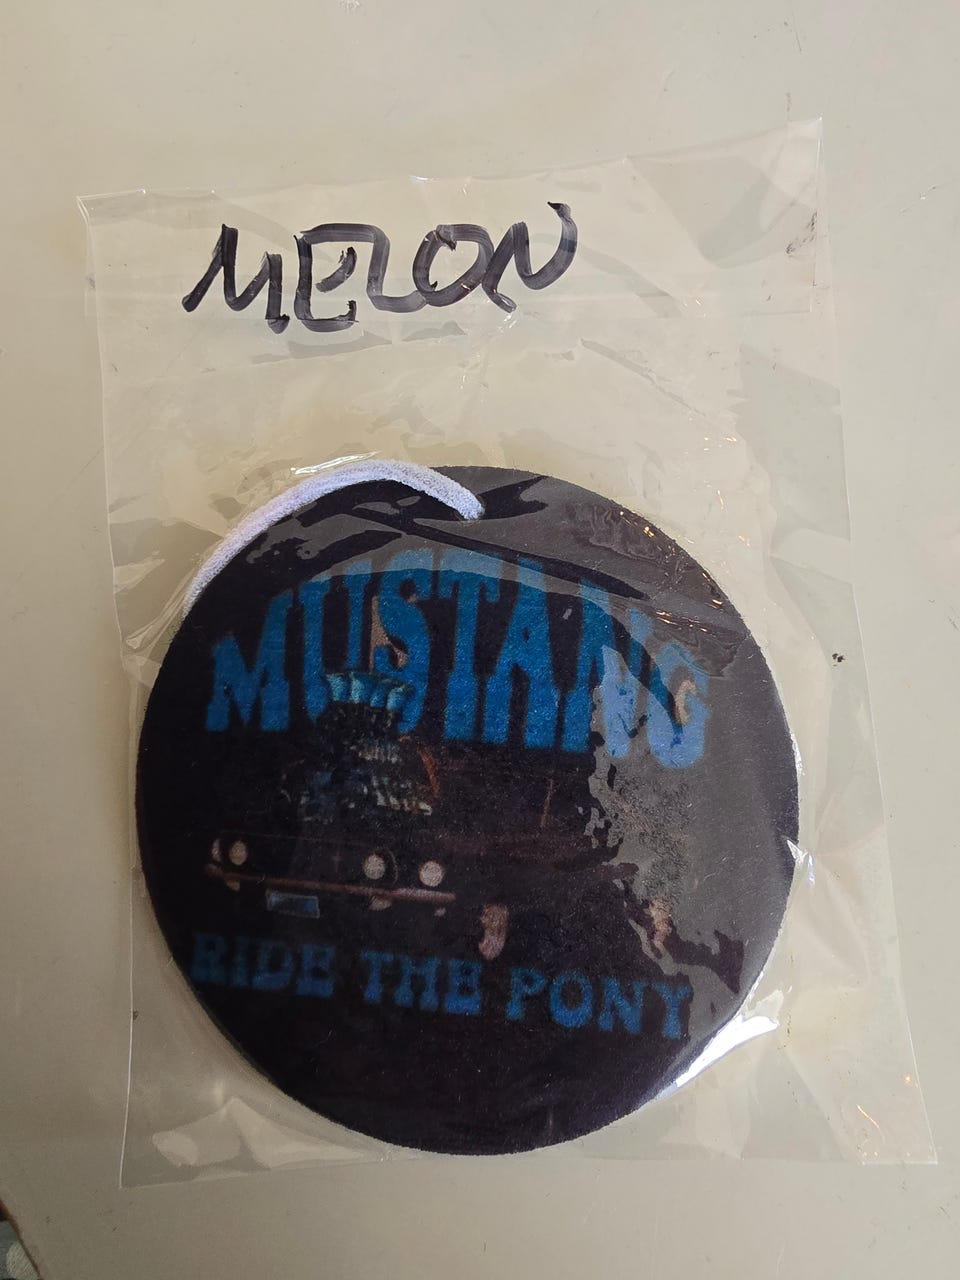 MELON
MUSTANG
RIDE THE PONY